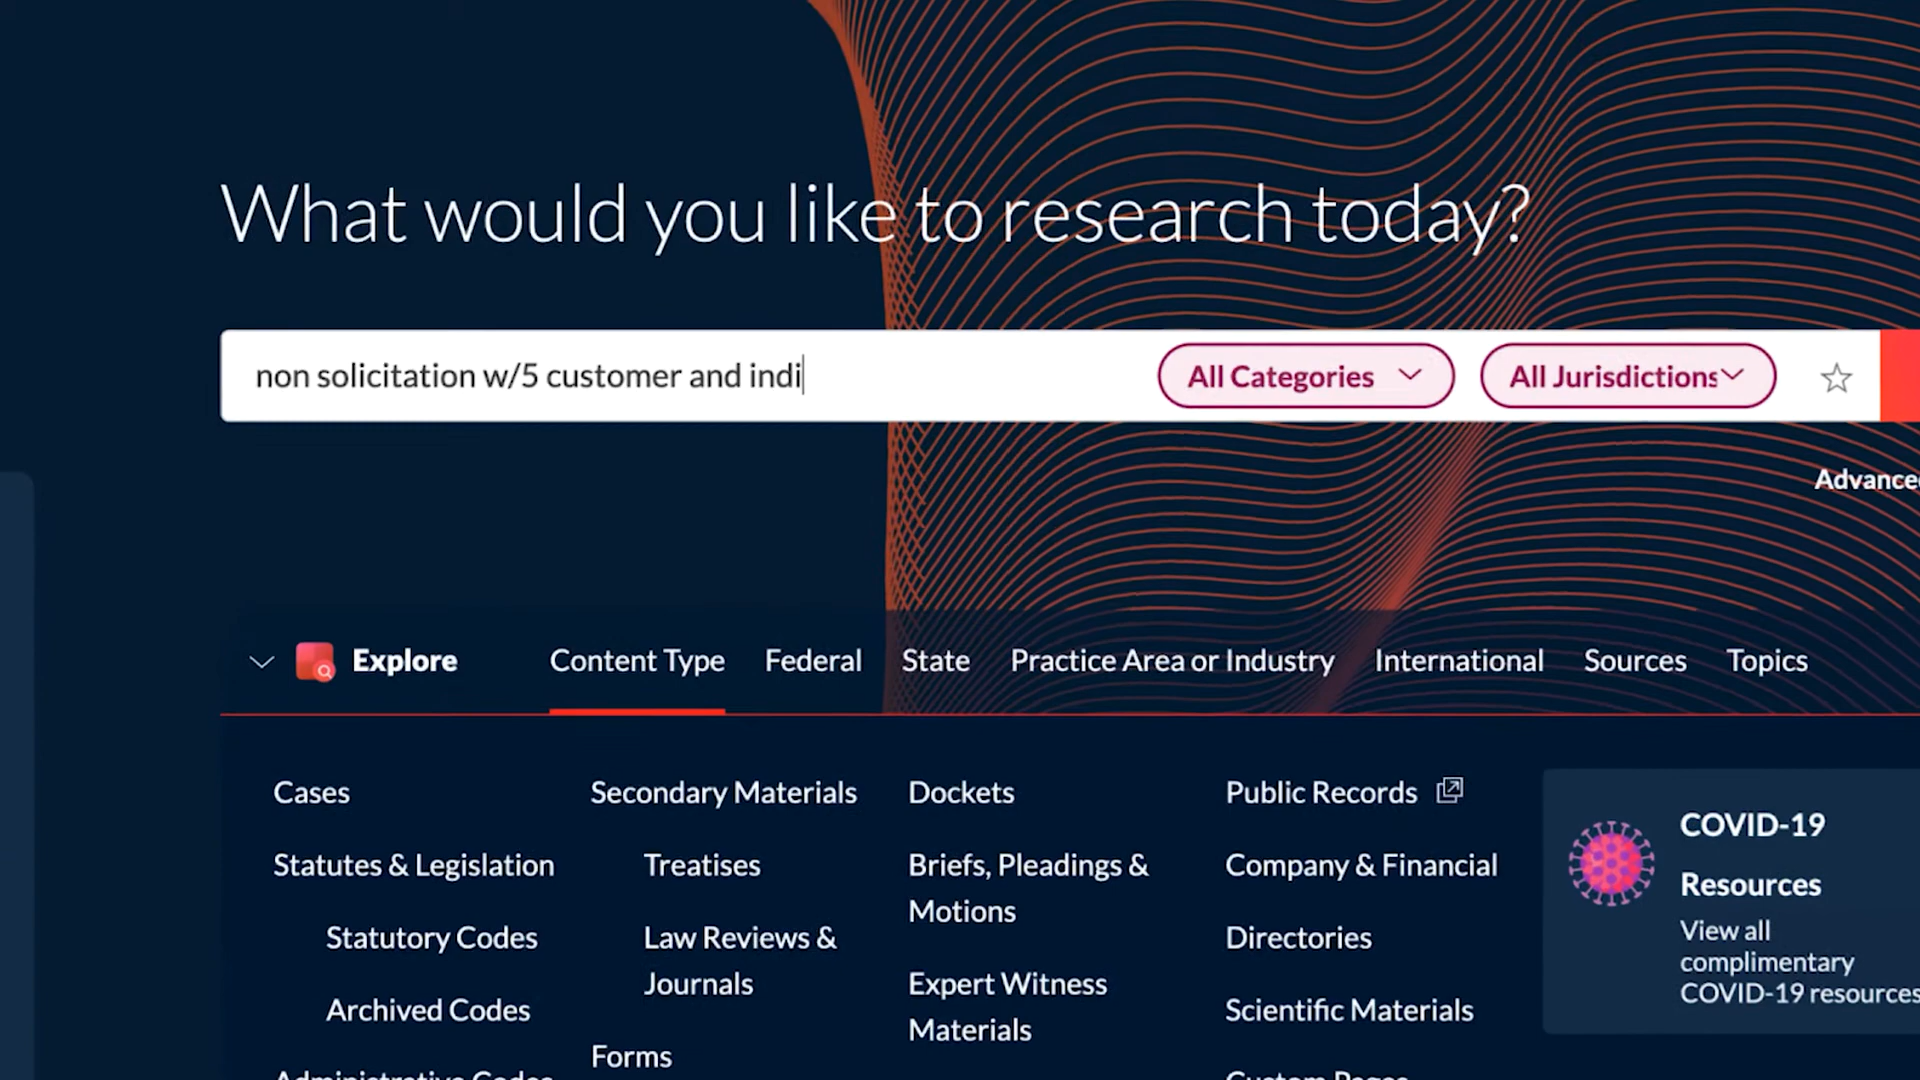 What would you like to research today?
non solicitation w/5 customer and indi
All Categories
All Jurisdictions
Explore
Content Type
Federal
State
Practice Area or Industry
International
Sources
Topics
Cases
Statutes & Legislation
Statutory Codes
Archived Codes
Secondary Materials
Treatises
Law Reviews &
Journals
Forms
Dockets
Briefs, Pleadings &
Motions
Expert Witness
Materials
Public Records
Company & Financial
Directories
Scientific Materials
COVID-19
Resources
View all
complimentary
COVID-19 resources